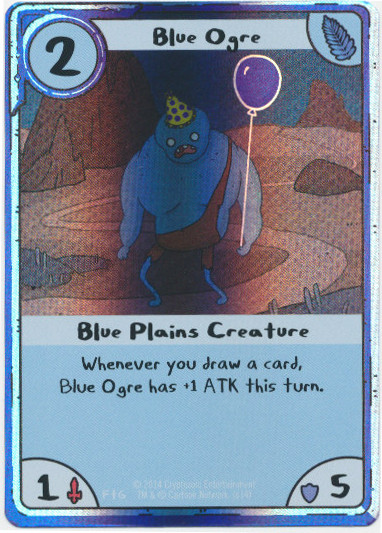 2
Blue Ogre
Blue Plains Creature
Whenever you draw a card,
Blue Ogre has +1 ATK this turn.
© 2014 Cryptozoic Entertainment
TM & © Cartoon Network
1
5